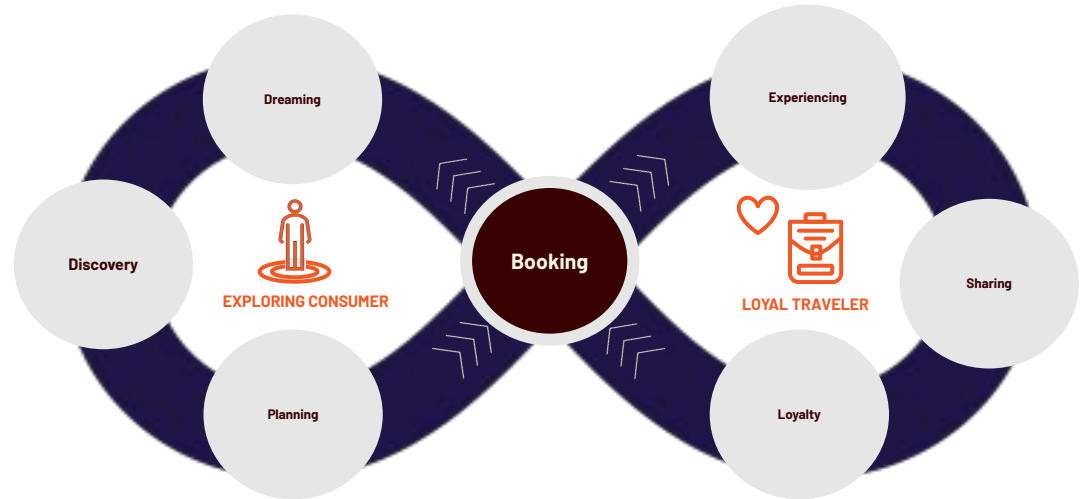 Dreaming
Experiencing
Discovery
Booking
Sharing
EXPLORING CONSUMER
LOYAL TRAVELER
Planning
Loyalty